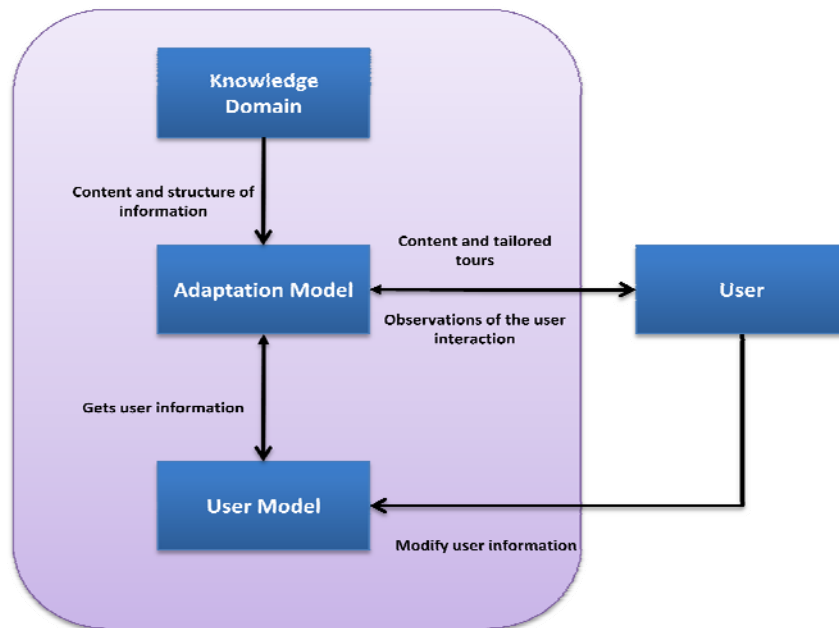 Knowledge
Domain
Content and structure of
information
Adaptation Model
Content and tailored
tours
Observations of the user
interaction
User
Gets user information
User Model
Modify user information